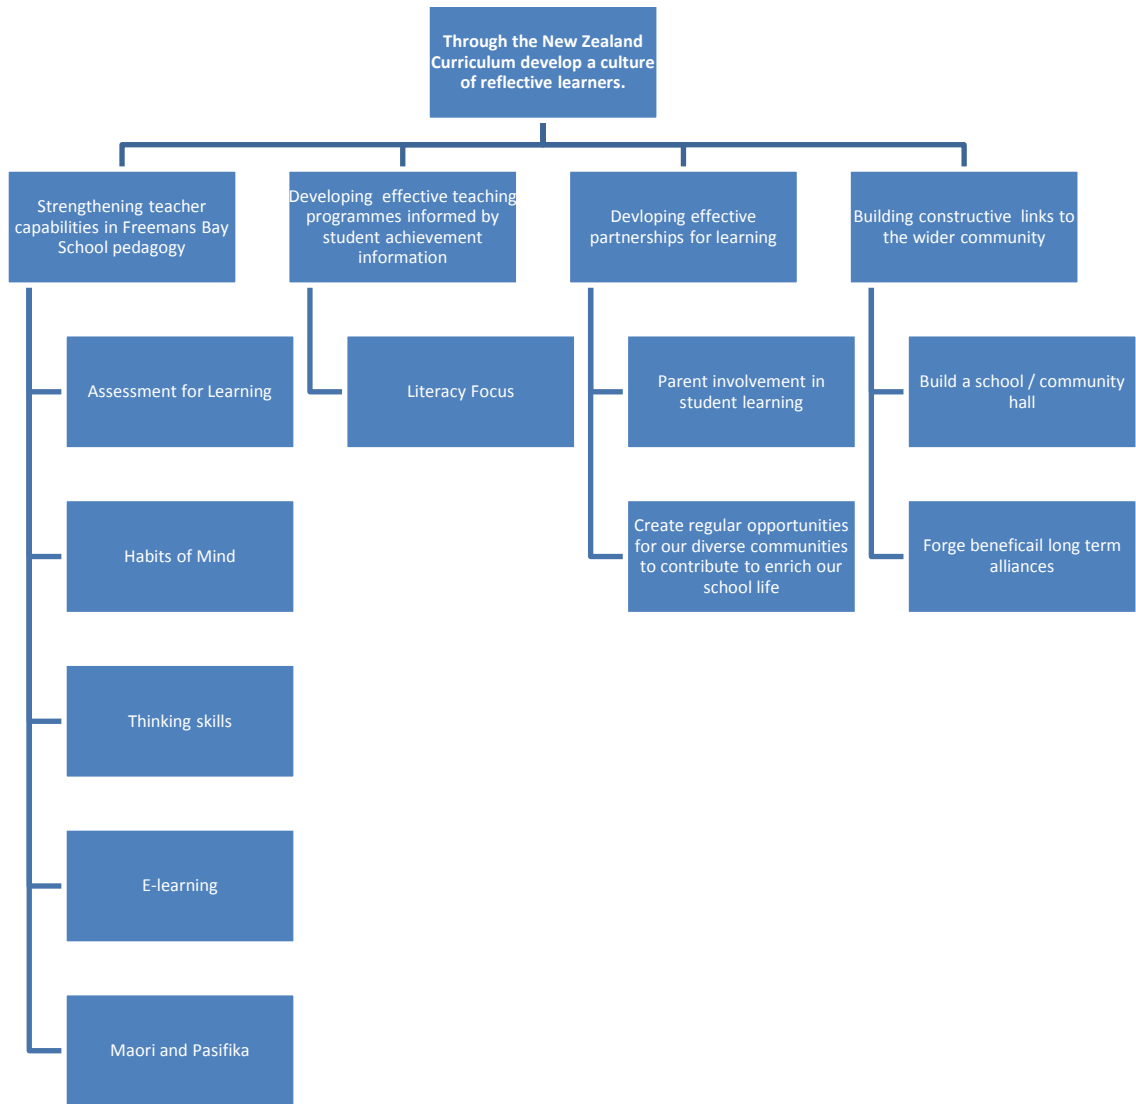 Through the New Zealand
Curriculum develop a culture
of reflective learners.
Strengthening teacher
capabilities in Freemans Bay
School pedagogy
Developing effective teaching
programmes informed by
student achievement
information
Devloping effective
partnerships for learning
Building constructive links to
the wider community
Assessment for Learning
Literacy Focus
Parent involvement in
student learning
Build a school / community
hall
Habits of Mind
Create regular opportunities
for our diverse communities
to contribute to enrich our
school life
Forge beneficail long term
alliances
Thinking skills
E-learning
Maori and Pasifika